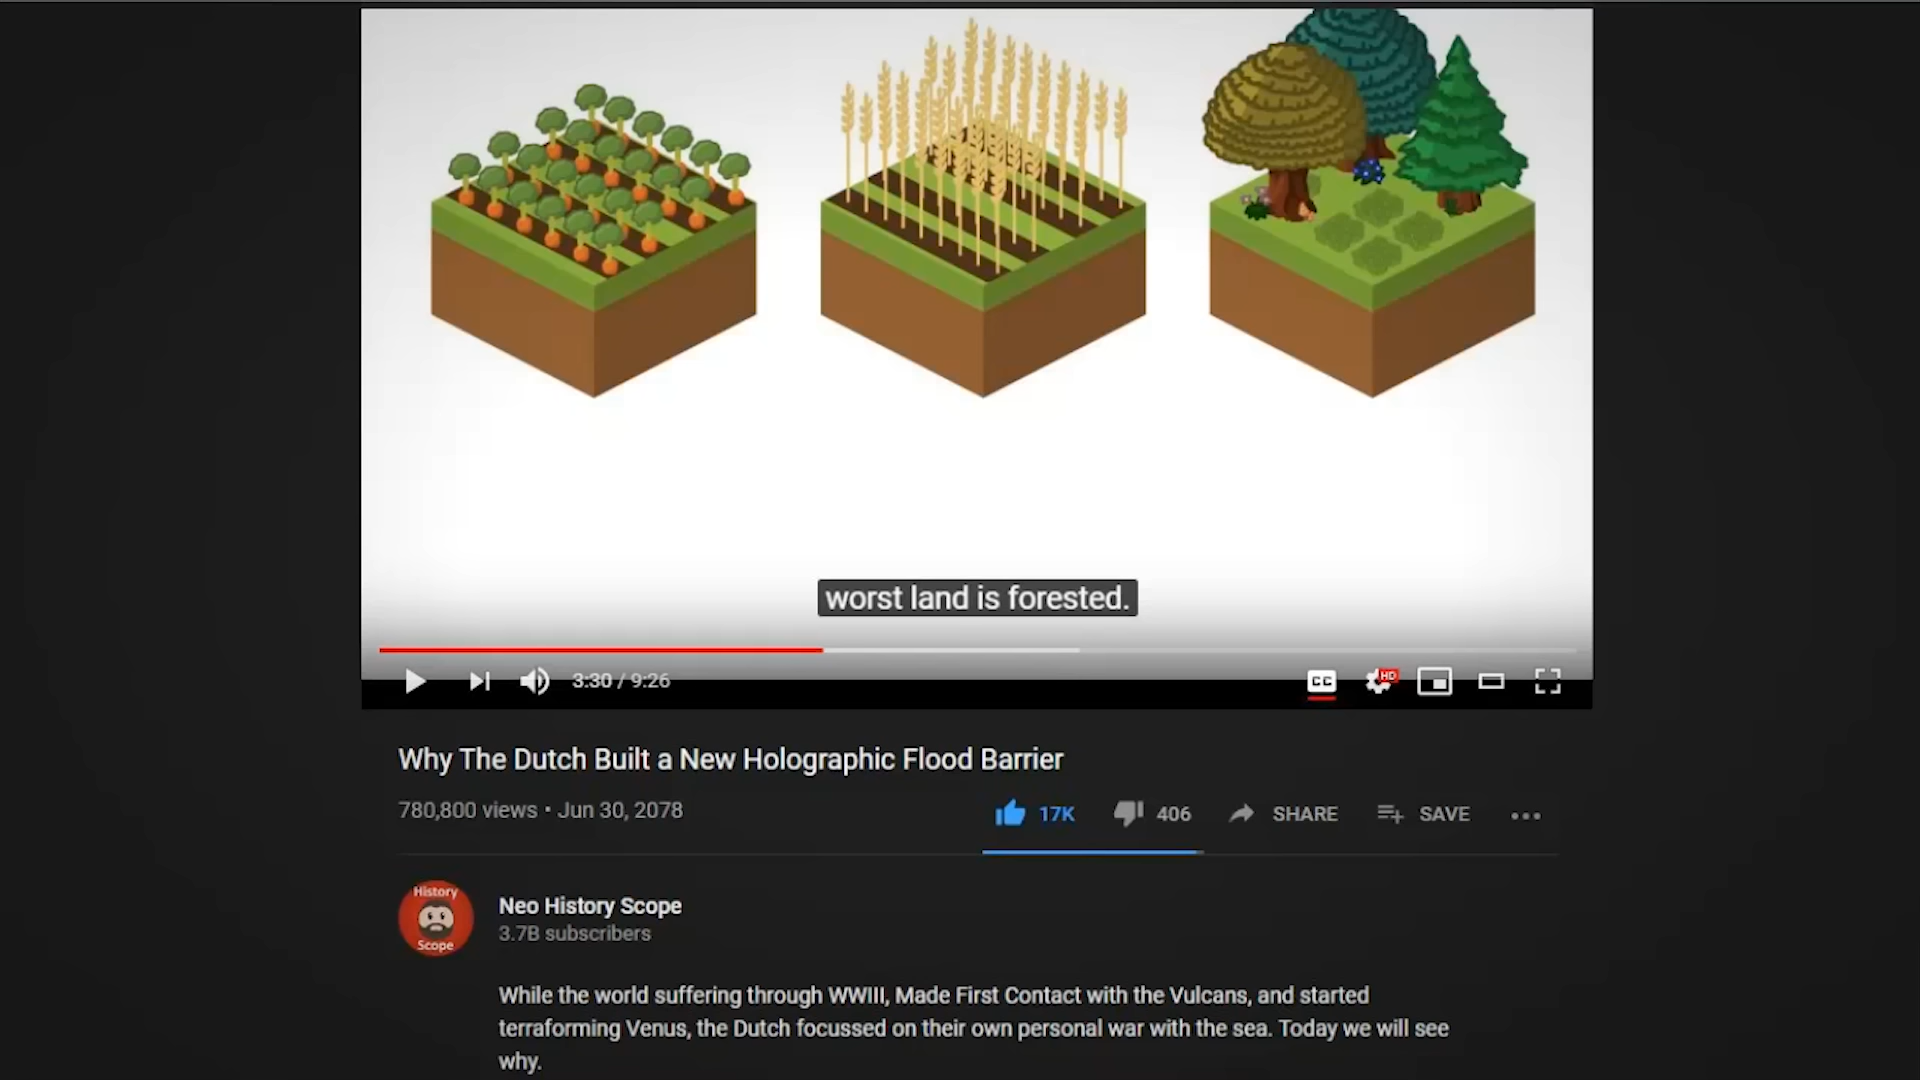 worst land is forested.
3:30 / 9:26
CC
HD
Why The Dutch Built a New Holographic Flood Barrier
780,800 views • Jun 30, 2078
17K
406
SHARE
SAVE
History
Scope
Neo History Scope
3.7B subscribers
While the world suffering through WWIII, Made First Contact with the Vulcans, and started
terraforming Venus, the Dutch focussed on their own personal war with the sea. Today we will see
why.